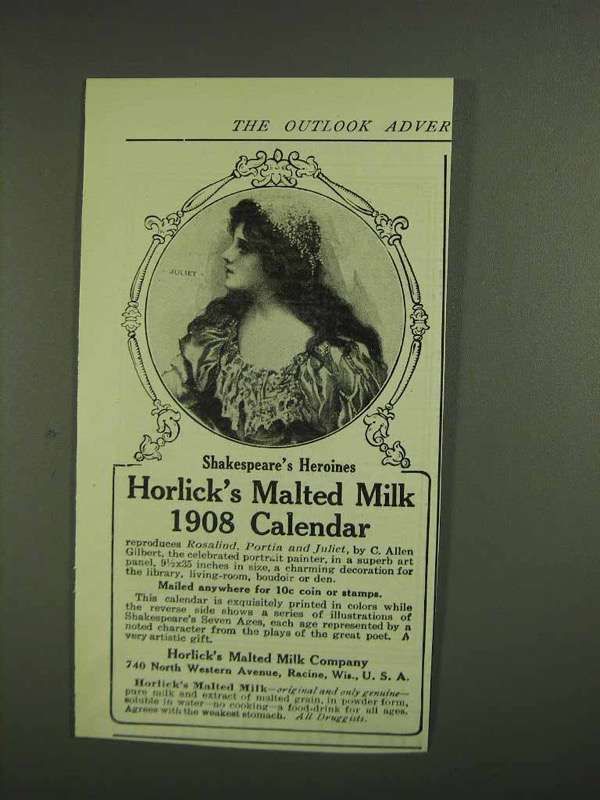 THE OUTLOOK ADVER
JULIET
Shakespeare's Heroines
Horlick's Malted Milk
1908 Calendar
reproduces Rosalind, Portia and Juliet, by C. Allen
Gilbert, the celebrated portrait painter, in a superb art
panel, 9½x35 inches in size, a charming decoration for
the library, living-room, boudoir or den.
Mailed anywhere for 10c coin or stamps.
This calendar is exquisitely printed in colors while
the reverse side shows a series of illustrations of
Shakespeare's Seven Ages, each age represented by a
noted character from the plays of the great poet. A
very artistic gift.
Horlick's Malted Milk Company
740 North Western Avenue, Racine, Wis., U. S. A.
Horlick's Malted Milk—original and only genuine—
pure milk and extract of malted grain, in powder form,
soluble in water—no cooking—a food-drink for all ages.
Agrees with the weakest stomach. All Druggists.